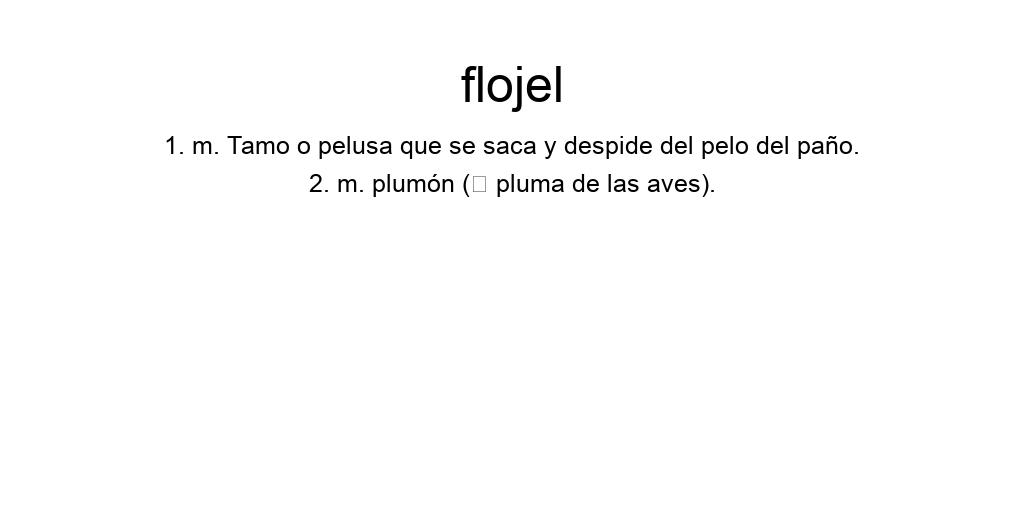 flojel
1. m. Tamo o pelusa que se saca y despide del pelo del paño.
2. m. plumón (□ pluma de las aves).